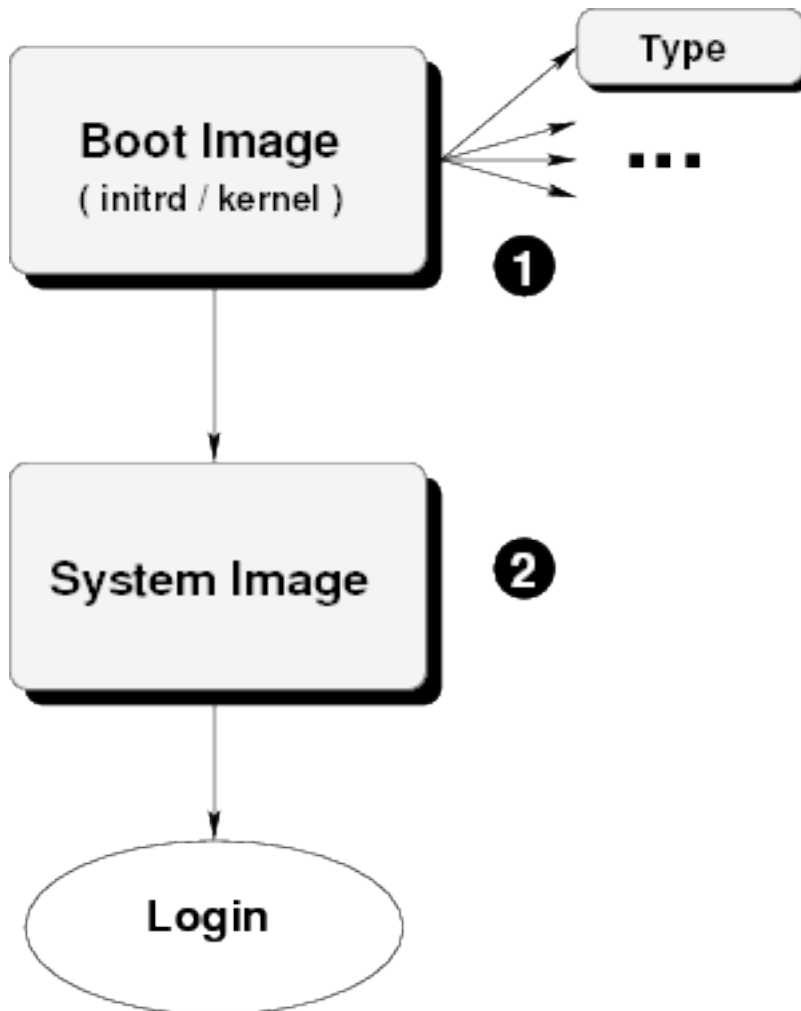 Type
Boot Image
( initrd / kernel )
...
1
System Image
2
Login